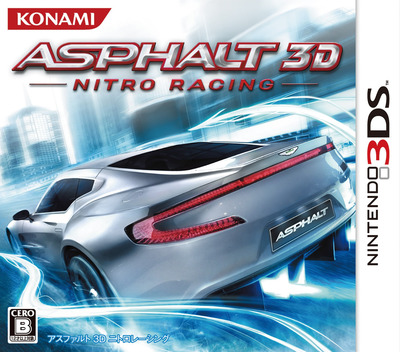 KONAMI
ASPHALT 3D
NITRO RACING
NINTENDO 3DS
TM
ASPHALT
CERO
B
アスファルト 3D ニトロレーシング